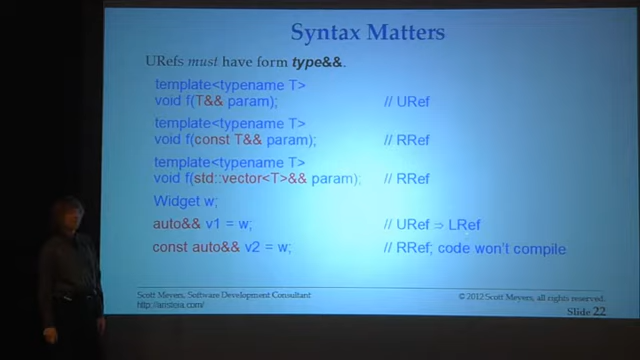 Syntax Matters
URefs must have form type&&.
template<typename T>
void f(T&& param); // URef
template<typename T>
void f(const T&& param); // RRef
template<typename T>
void f(std::vector<T>&& param); // RRef
Widget w;
auto&& v1 = w; // URef ⇒ LRef
const auto&& v2 = w; // RRef; code won't compile
Scott Meyers, Software Development Consultant © 2012 Scott Meyers, all rights reserved.
http://aristeia.com/ Slide 22